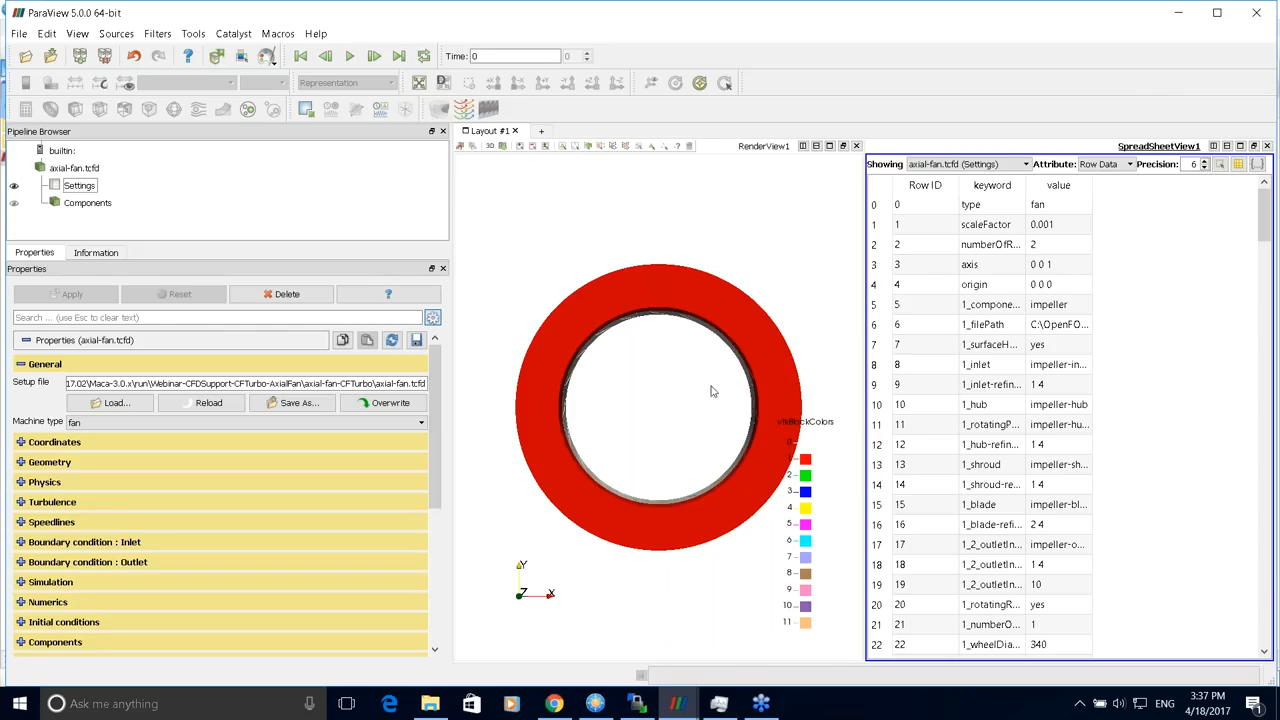 ParaView 5.0.0 64-bit
File Edit View Sources Filters Tools Catalyst Macros Help
Time: 0 0
Representation
Pipeline Browser
builtin:
axial-fan.tcfd
Settings
Components
Properties Information
Properties
Apply Reset Delete ?
Search ... (use Esc to clear text)
Properties (axial-fan.tcfd)
General
Setup file 17.02\Maca-3.0.x\run\Webinar-CFDSupport-CFTurbo-AxialFan\axial-fan-CFTurbo\axial-fan.tcfd
Load... Reload Save As... Overwrite
Machine type fan
Coordinates
Geometry
Physics
Turbulence
Speedlines
Boundary condition : Inlet
Boundary condition : Outlet
Simulation
Numerics
Initial conditions
Components
Layout #1
3D RenderView1
vtkBlockColors
0
1
2
3
4
5
6
7
8
9
10
11
Y
Z X
SpreadSheetView1
Showing axial-fan.tcfd (Settings) Attribute: Row Data Precision: 6
Row ID keyword value
0 0 type fan
1 1 scaleFactor 0.001
2 2 numberOfR... 2
3 3 axis 0 0 1
4 4 origin 0 0 0
5 5 1_compone... impeller
6 6 1_filePath C:\OpenFO...
7 7 1_surfaceH... yes
8 8 1_inlet impeller-in...
9 9 1_inlet-refin... 1 4
10 10 1_hub impeller-hub
11 11 1_rotatingP... impeller-hu...
12 12 1_hub-refin... 1 4
13 13 1_shroud impeller-sh...
14 14 1_shroud-re... 1 4
15 15 1_blade impeller-bl...
16 16 1_blade-refi... 2 4
17 17 1_2_outletIn... impeller-o...
18 18 1_2_outletIn... 1 4
19 19 1_2_outletIn... 10
20 20 1_rotatingR... yes
21 21 1_numberO... 1
22 22 1_wheelDia... 340
Ask me anything
ENG
3:37 PM
4/18/2017